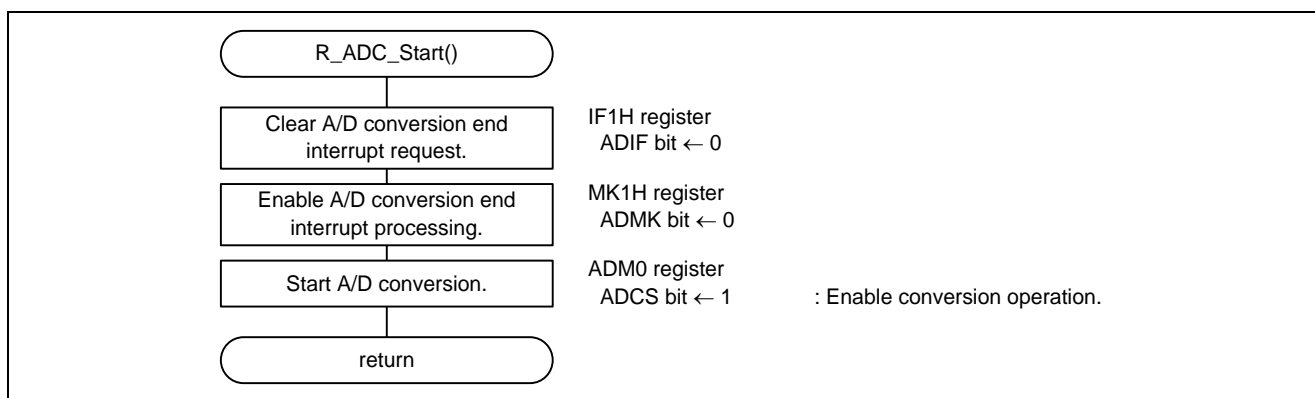 R_ADC_Start()
Clear A/D conversion end
interrupt request.
IF1H register
ADIF bit ← 0
Enable A/D conversion end
interrupt processing.
MK1H register
ADMK bit ← 0
Start A/D conversion.
ADM0 register
ADCS bit ← 1 : Enable conversion operation.
return